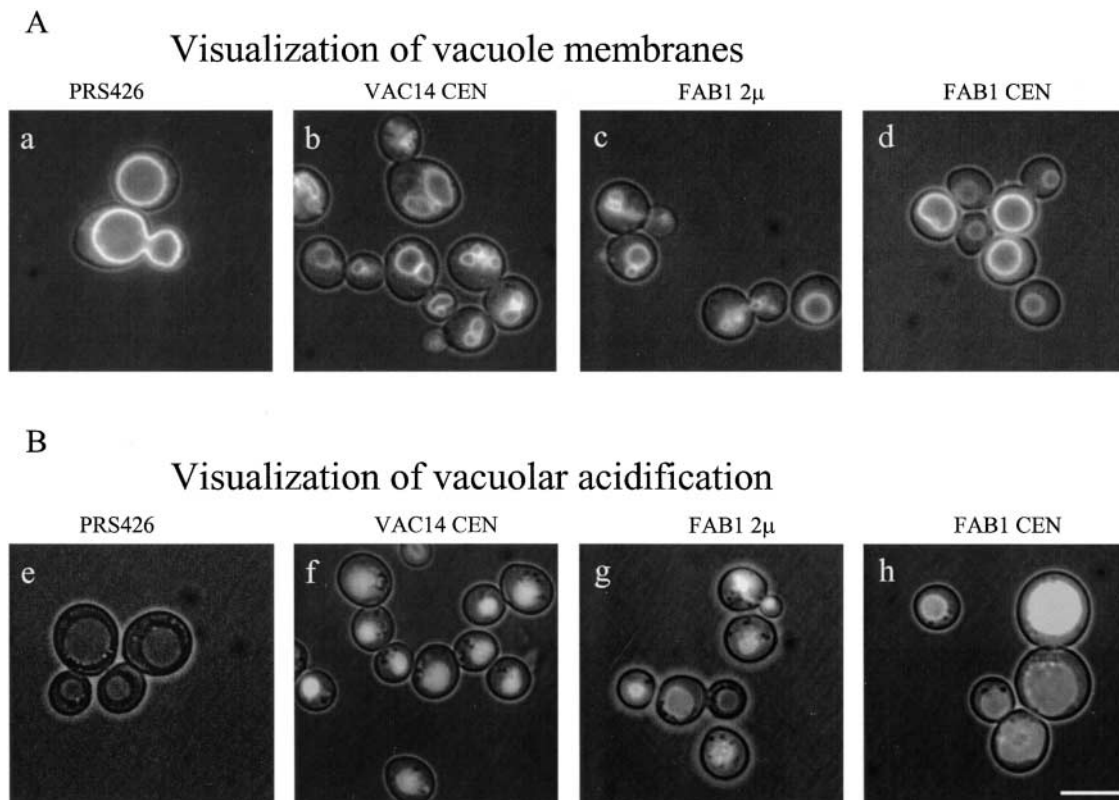 A
Visualization of vacuole membranes
PRS426 VAC14 CEN FAB1 2μ FAB1 CEN
a b c d
B
Visualization of vacuolar acidification
PRS426 VAC14 CEN FAB1 2μ FAB1 CEN
e f g h